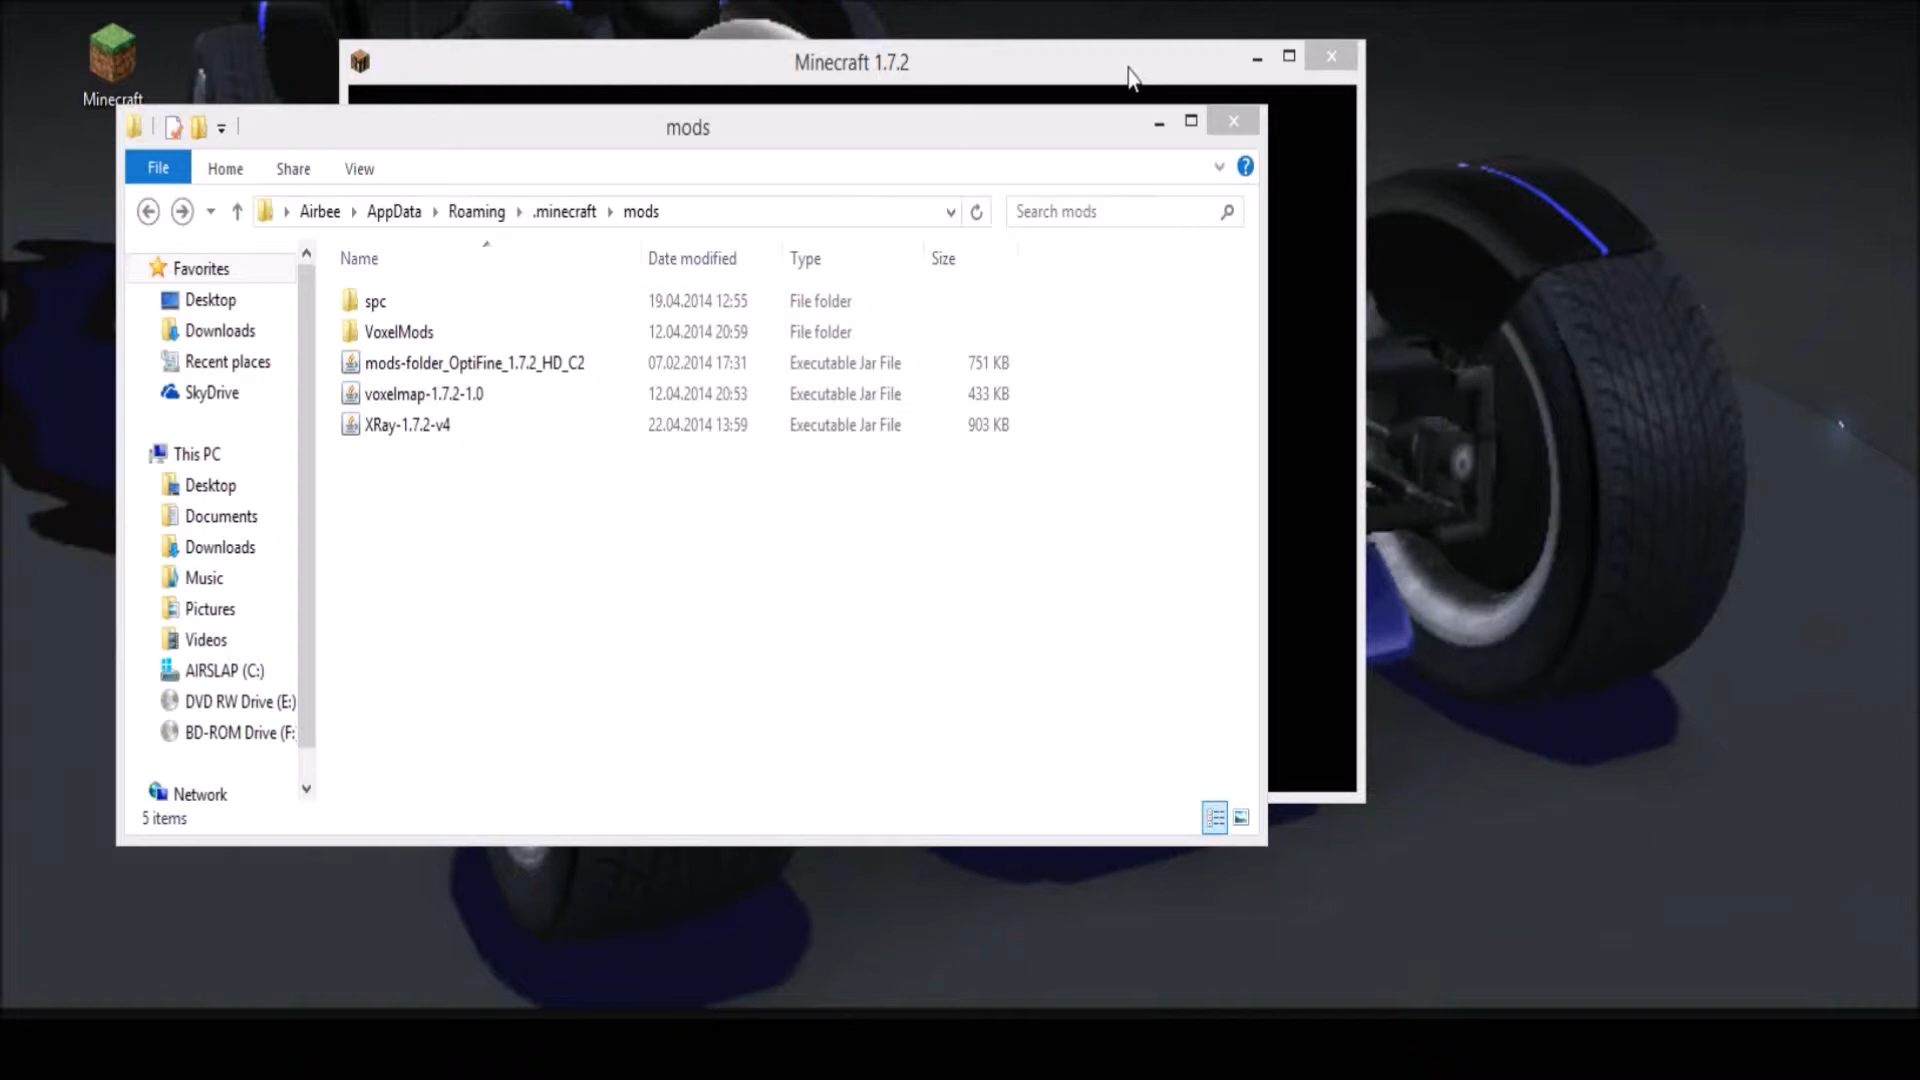 Minecraft
Minecraft 1.7.2
mods
File Home Share View
Airbee AppData Roaming .minecraft mods
Search mods
Name Date modified Type Size
spc 19.04.2014 12:55 File folder
VoxelMods 12.04.2014 20:59 File folder
mods-folder_OptiFine_1.7.2_HD_C2 07.02.2014 17:31 Executable Jar File 751 KB
voxelmap-1.7.2-1.0 12.04.2014 20:53 Executable Jar File 433 KB
XRay-1.7.2-v4 22.04.2014 13:59 Executable Jar File 903 KB
Favorites
Desktop
Downloads
Recent places
SkyDrive
This PC
Desktop
Documents
Downloads
Music
Pictures
Videos
AIRSLAP (C:)
DVD RW Drive (E:)
BD-ROM Drive (F:
Network
5 items